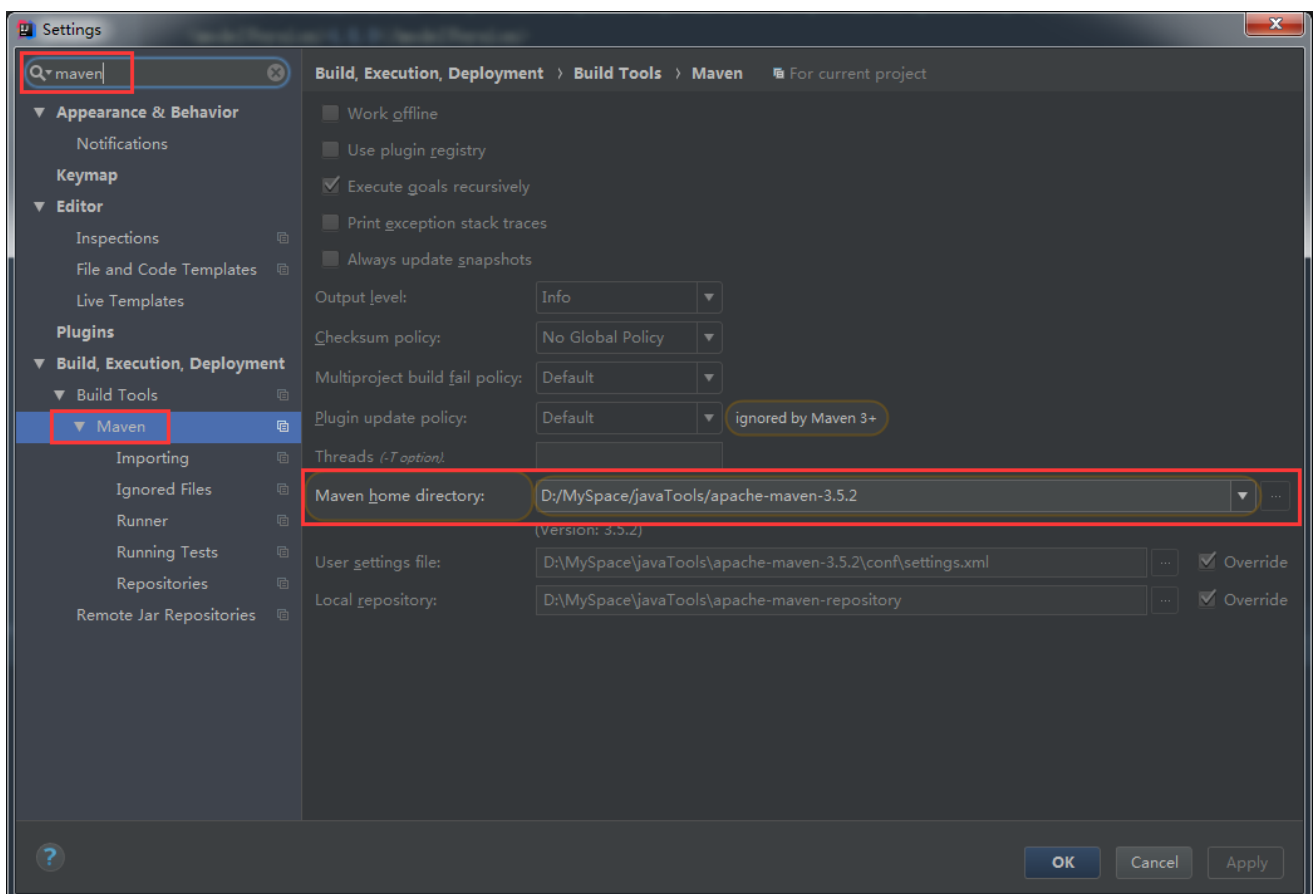 Settings
maven
Build, Execution, Deployment › Build Tools › Maven For current project
Appearance & Behavior
Notifications
Keymap
Editor
Inspections
File and Code Templates
Live Templates
Plugins
Build, Execution, Deployment
Build Tools
Maven
Importing
Ignored Files
Runner
Running Tests
Repositories
Remote Jar Repositories
Work offline
Use plugin registry
Execute goals recursively
Print exception stack traces
Always update snapshots
Output level: Info
Checksum policy: No Global Policy
Multiproject build fail policy: Default
Plugin update policy: Default ignored by Maven 3+
Threads (-T option):
Maven home directory: D:/MySpace/javaTools/apache-maven-3.5.2 ...
(Version: 3.5.2)
User settings file: D:\MySpace\javaTools\apache-maven-3.5.2\conf\settings.xml ... Override
Local repository: D:\MySpace\javaTools\apache-maven-repository ... Override
? OK Cancel Apply